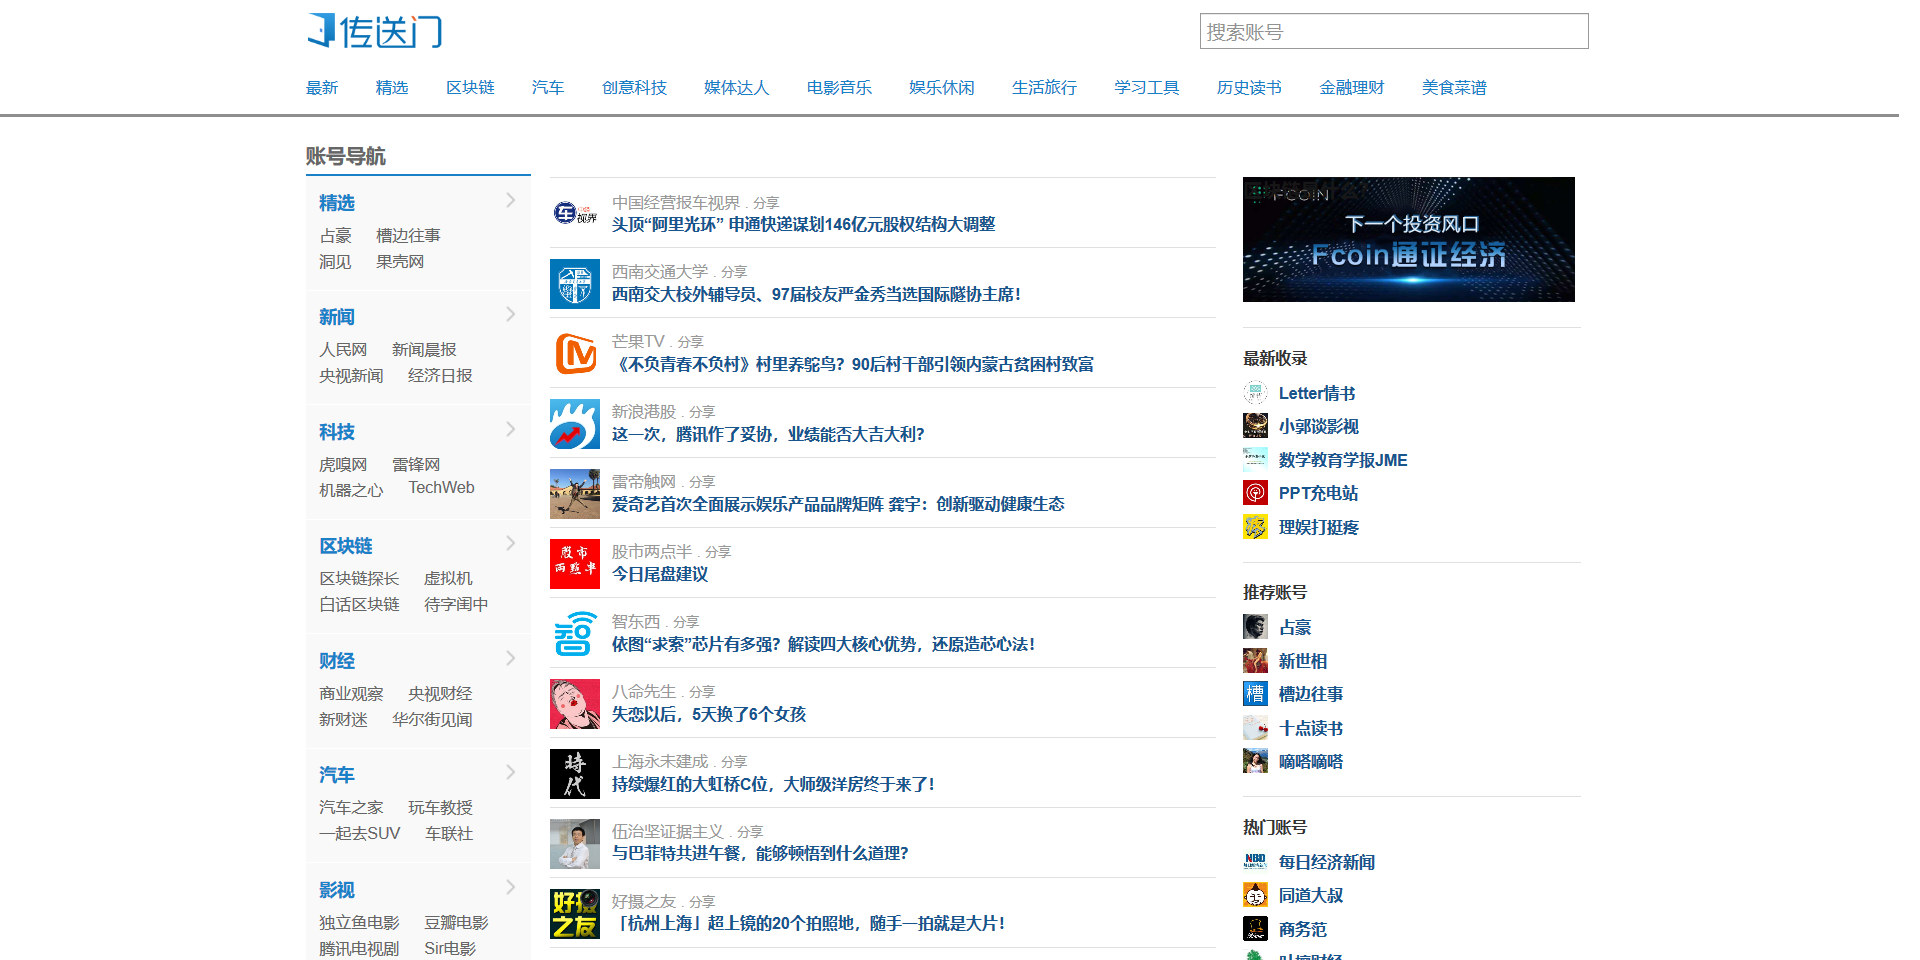 传送门
搜索账号
最新 精选 区块链 汽车 创意科技 媒体达人 电影音乐 娱乐休闲 生活旅行 学习工具 历史读书 金融理财 美食菜谱
账号导航
精选
占豪 槽边往事
洞见 果壳网
新闻
人民网 新闻晨报
央视新闻 经济日报
科技
虎嗅网 雷锋网
机器之心 TechWeb
区块链
区块链探长 虚拟机
白话区块链 待字闺中
财经
商业观察 央视财经
新财迷 华尔街见闻
汽车
汽车之家 玩车教授
一起去SUV 车联社
影视
独立鱼电影 豆瓣电影
腾讯电视剧 Sir电影
车视界
中国经营报车视界 . 分享
头顶“阿里光环” 申通快递谋划146亿元股权结构大调整
西南交通大学 . 分享
西南交大校外辅导员、97届校友严金秀当选国际隧协主席！
芒果TV . 分享
《不负青春不负村》村里养鸵鸟？90后村干部引领内蒙古贫困村致富
新浪港股 . 分享
这一次，腾讯作了妥协，业绩能否大吉大利？
雷帝触网 . 分享
爱奇艺首次全面展示娱乐产品品牌矩阵 龚宇：创新驱动健康生态
股市
两点半
股市两点半 . 分享
今日尾盘建议
智
智东西 . 分享
依图“求索”芯片有多强？解读四大核心优势，还原造芯心法！
八命先生 . 分享
失恋以后，5天换了6个女孩
時代
上海永未建成 . 分享
持续爆红的大虹桥C位，大师级洋房终于来了！
伍治坚证据主义 . 分享
与巴菲特共进午餐，能够顿悟到什么道理？
好摄
之友
好摄之友 . 分享
「杭州上海」超上镜的20个拍照地，随手一拍就是大片！
FCOIN
下一个投资风口
Fcoin通证经济
最新收录
Letter情书
小郭谈影视
数学教育学报JME
PPT充电站
理娱打挺疼
推荐账号
占豪
新世相
槽
槽边往事
十点读书
嘀嗒嘀嗒
热门账号
NBD
每日经济新闻
同道大叔
商务范